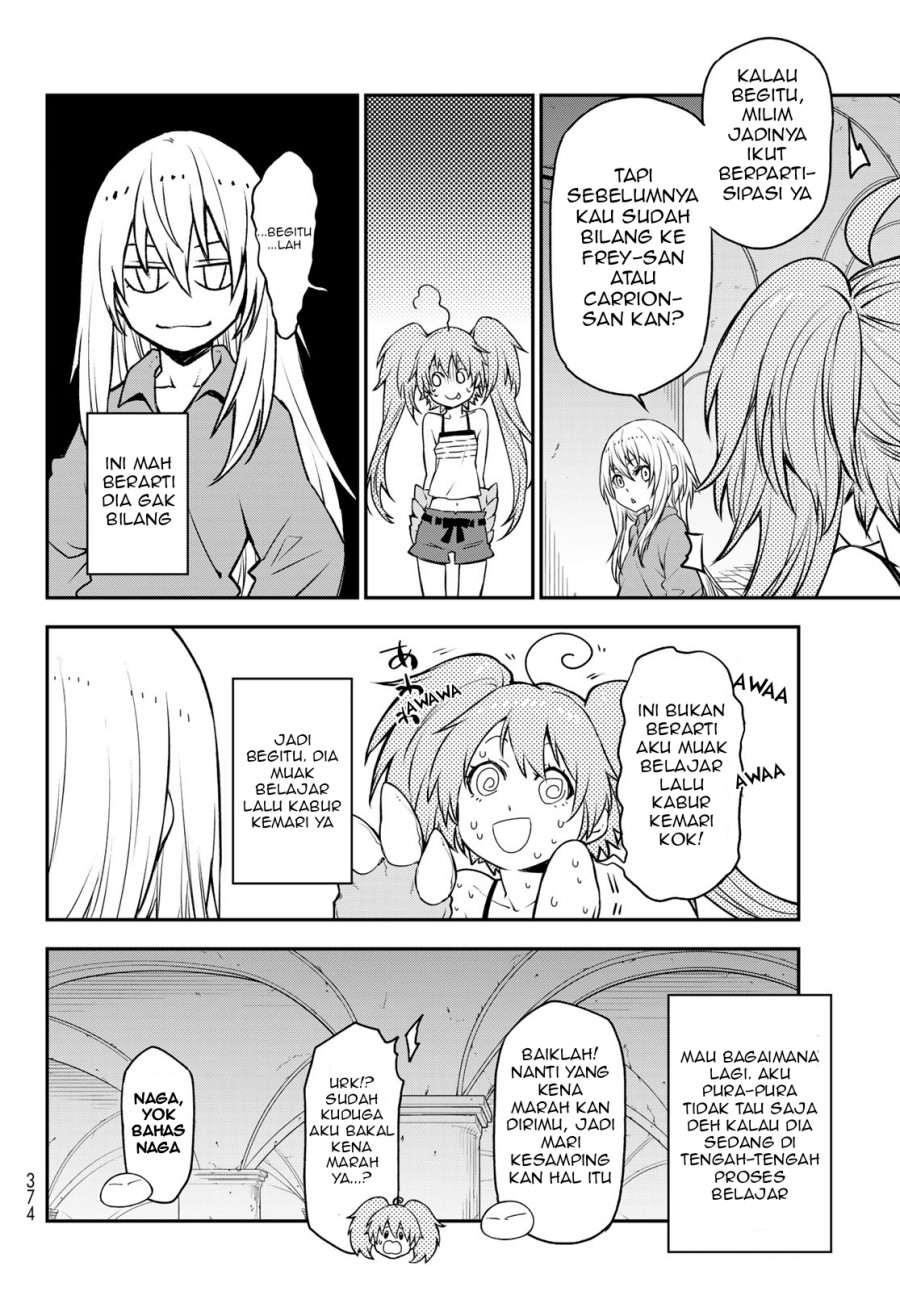 KALAU
BEGITU,
MILIM
JADINYA
IKUT
BERPARTI-
SIPASI YA
TAPI
SEBELUMNYA
KAU SUDAH
BILANG KE
FREY-SAN
ATAU
CARRION-
SAN KAN?
...BEGITU
...LAH
INI MAH
BERARTI
DIA GAK
BILANG
AWAA
AWAA
INI BUKAN
BERARTI
AKU MUAK
BELAJAR
LALU
KABUR
KEMARI
KOK!
あわわ
AWAWA
JADI
BEGITU. DIA
MUAK
BELAJAR
LALU KABUR
KEMARI YA
MAU BAGAIMANA
LAGI. AKU
PURA-PURA
TIDAK TAU SAJA
DEH KALAU DIA
SEDANG DI
TENGAH-TENGAH
PROSES
BELAJAR
BAIKLAH!
NANTI YANG
KENA
MARAH KAN
DIRIMU, JADI
MARI
KESAMPING
KAN HAL ITU
URK!?
SUDAH
KUDUGA
AKU BAKAL
KENA
MARAH
YA...?
NAGA,
YOK
BAHAS
NAGA
374